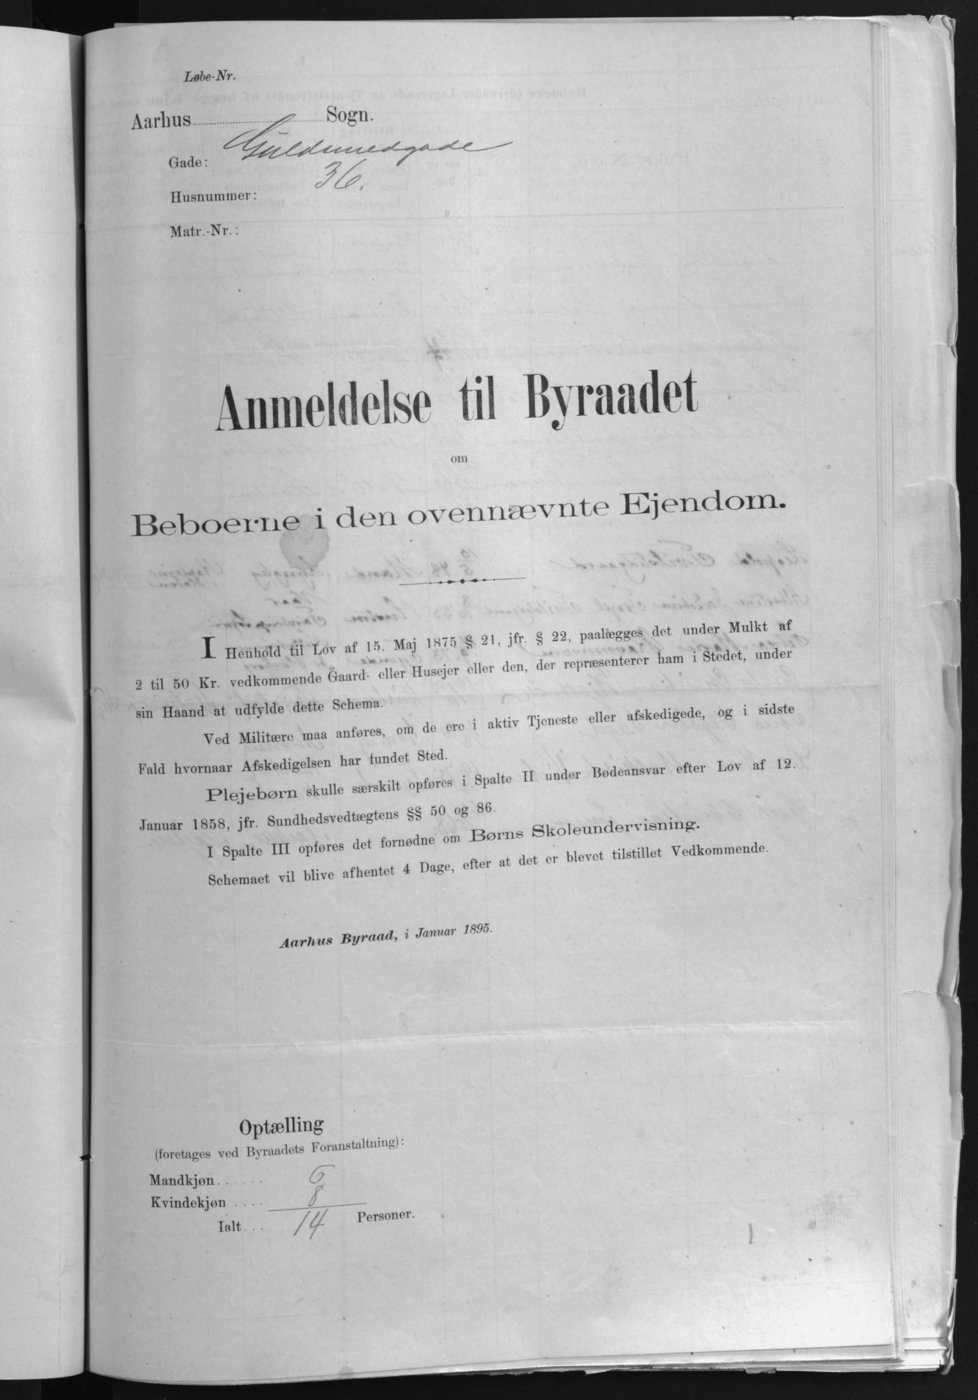 Løbe-Nr.
Aarhus Sogn.
Gade: Guldsmedgade
Husnummer: 36.
Matr.-Nr.:
Anmeldelse til Byraadet
om
Beboerne i den ovennævnte Ejendom.
I Henhold til Lov af 15. Maj 1875 § 21, jfr. § 22, paalægges det under Mulkt af
2 til 50 Kr. vedkommende Gaard- eller Husejer eller den, der repræsenterer ham i Stedet, under
sin Haand at udfylde dette Schema.
Ved Militære maa anføres, om de ere i aktiv Tjeneste eller afskedigede, og i sidste
Fald hvornaar Afskedigelsen har fundet Sted.
Plejebørn skulle særskilt opføres i Spalte II under Bødeansvar efter Lov af 12.
Januar 1858, jfr. Sundhedsvedtægtens §§ 50 og 86.
I Spalte III opføres det fornødne om Børns Skoleundervisning.
Schemaet vil blive afhentet 4 Dage, efter at det er blevet tilstillet Vedkommende.
Aarhus Byraad, i Januar 1895.
Optælling
(foretages ved Byraadets Foranstaltning):
Mandkjøn...... 6
Kvindekjøn .... 8
Ialt... 14 Personer.